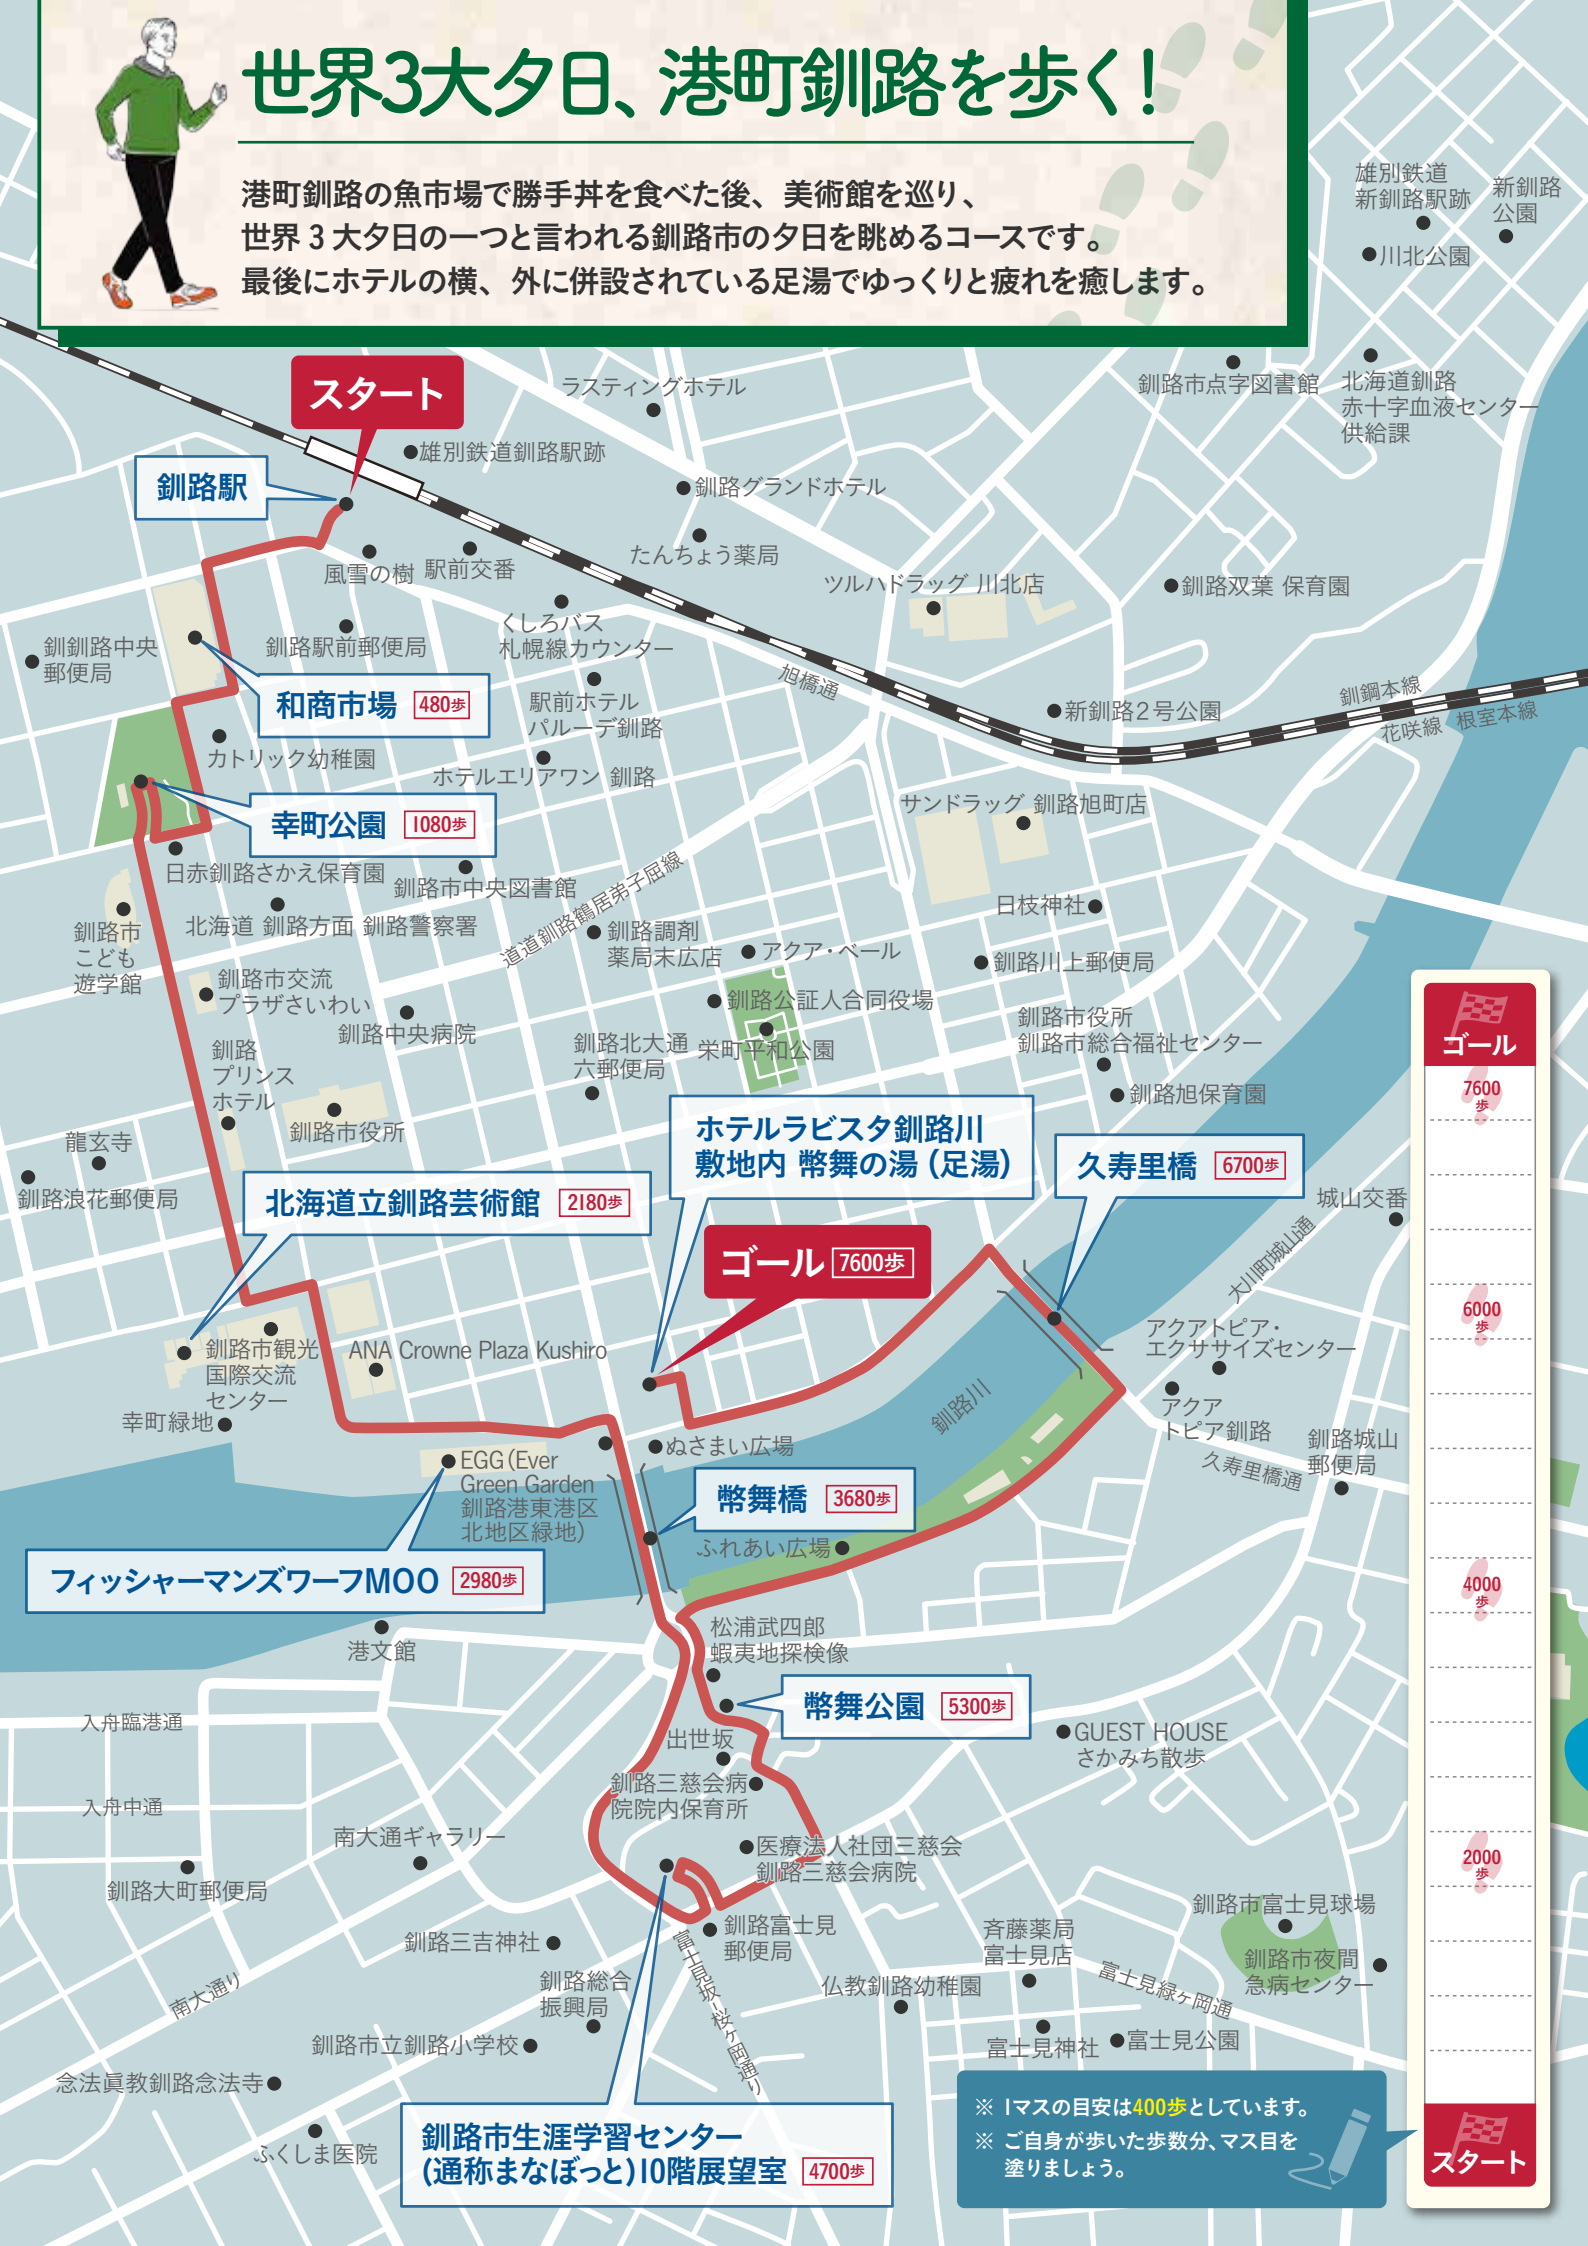 世界3大夕日、港町釧路を歩く！
港町釧路の魚市場で勝手丼を食べた後、美術館を巡り、
世界 3 大夕日の一つと言われる釧路市の夕日を眺めるコースです。
最後にホテルの横、外に併設されている足湯でゆっくりと疲れを癒します。
雄別鉄道
新釧路駅跡
新釧路
公園
川北公園
釧路市点字図書館
北海道釧路
赤十字血液センター
供給課
スタート
ラスティングホテル
雄別鉄道釧路駅跡
釧路駅
釧路グランドホテル
たんちょう薬局
風雪の樹
駅前交番
ツルハドラッグ 川北店
釧路双葉 保育園
くしろバス
札幌線カウンター
釧釧路中央
郵便局
釧路駅前郵便局
旭橋通
和商市場 480歩
駅前ホテル
パルーデ釧路
新釧路2号公園
釧鋼本線
花咲線 根室本線
カトリック幼稚園
ホテルエリアワン 釧路
幸町公園 1080歩
サンドラッグ 釧路旭町店
日赤釧路さかえ保育園
釧路市中央図書館
道道釧路鶴居弟子屈線
日枝神社
釧路市
こども
遊学館
北海道 釧路方面 釧路警察署
釧路調剤
薬局末広店
アクア・ベール
釧路川上郵便局
釧路市交流
プラザさいわい
釧路公証人合同役場
釧路中央病院
釧路市役所
釧路市総合福祉センター
釧路
プリンス
ホテル
釧路北大通
六郵便局
栄町平和公園
釧路旭保育園
釧路市役所
龍玄寺
釧路浪花郵便局
ホテルラビスタ釧路川
敷地内 幣舞の湯（足湯）
久寿里橋 6700歩
北海道立釧路芸術館 2180歩
城山交番
大川町城山通
ゴール 7600歩
釧路市観光
国際交流
センター
ANA Crowne Plaza Kushiro
アクアトピア・
エクササイズセンター
幸町緑地
釧路川
アクア
トピア釧路
久寿里橋通
釧路城山
郵便局
ぬさまい広場
EGG（Ever
Green Garden
釧路港東港区
北地区緑地）
幣舞橋 3680歩
ふれあい広場
フィッシャーマンズワーフMOO 2980歩
港文館
松浦武四郎
蝦夷地探検像
幣舞公園 5300歩
入舟臨港通
出世坂
GUEST HOUSE
さかみち散歩
釧路三慈会病
院院内保育所
入舟中通
南大通ギャラリー
医療法人社団三慈会
釧路三慈会病院
釧路大町郵便局
釧路市富士見球場
釧路三吉神社
釧路富士見
郵便局
斉藤薬局
富士見店
釧路市夜間
急病センター
富士見坂~桜ヶ岡通り
富士見緑ヶ岡通
南大通り
釧路総合
振興局
仏教釧路幼稚園
釧路市立釧路小学校
富士見神社
富士見公園
念法眞教釧路念法寺
ふくしま医院
釧路市生涯学習センター
(通称まなぼっと)10階展望室 4700歩
※ 1マスの目安は400歩としています。
※ ご自身が歩いた歩数分、マス目を
塗りましょう。
ゴール
7600
歩
6000
歩
4000
歩
2000
歩
スタート